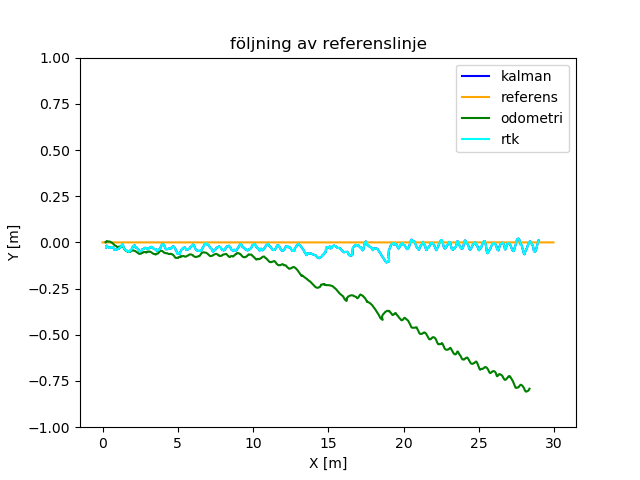 följning av referenslinje
1.00
0.75
0.50
0.25
0.00
−0.25
−0.50
−0.75
−1.00
Y [m]
kalman
referens
odometri
rtk
0 5 10 15 20 25 30
X [m]